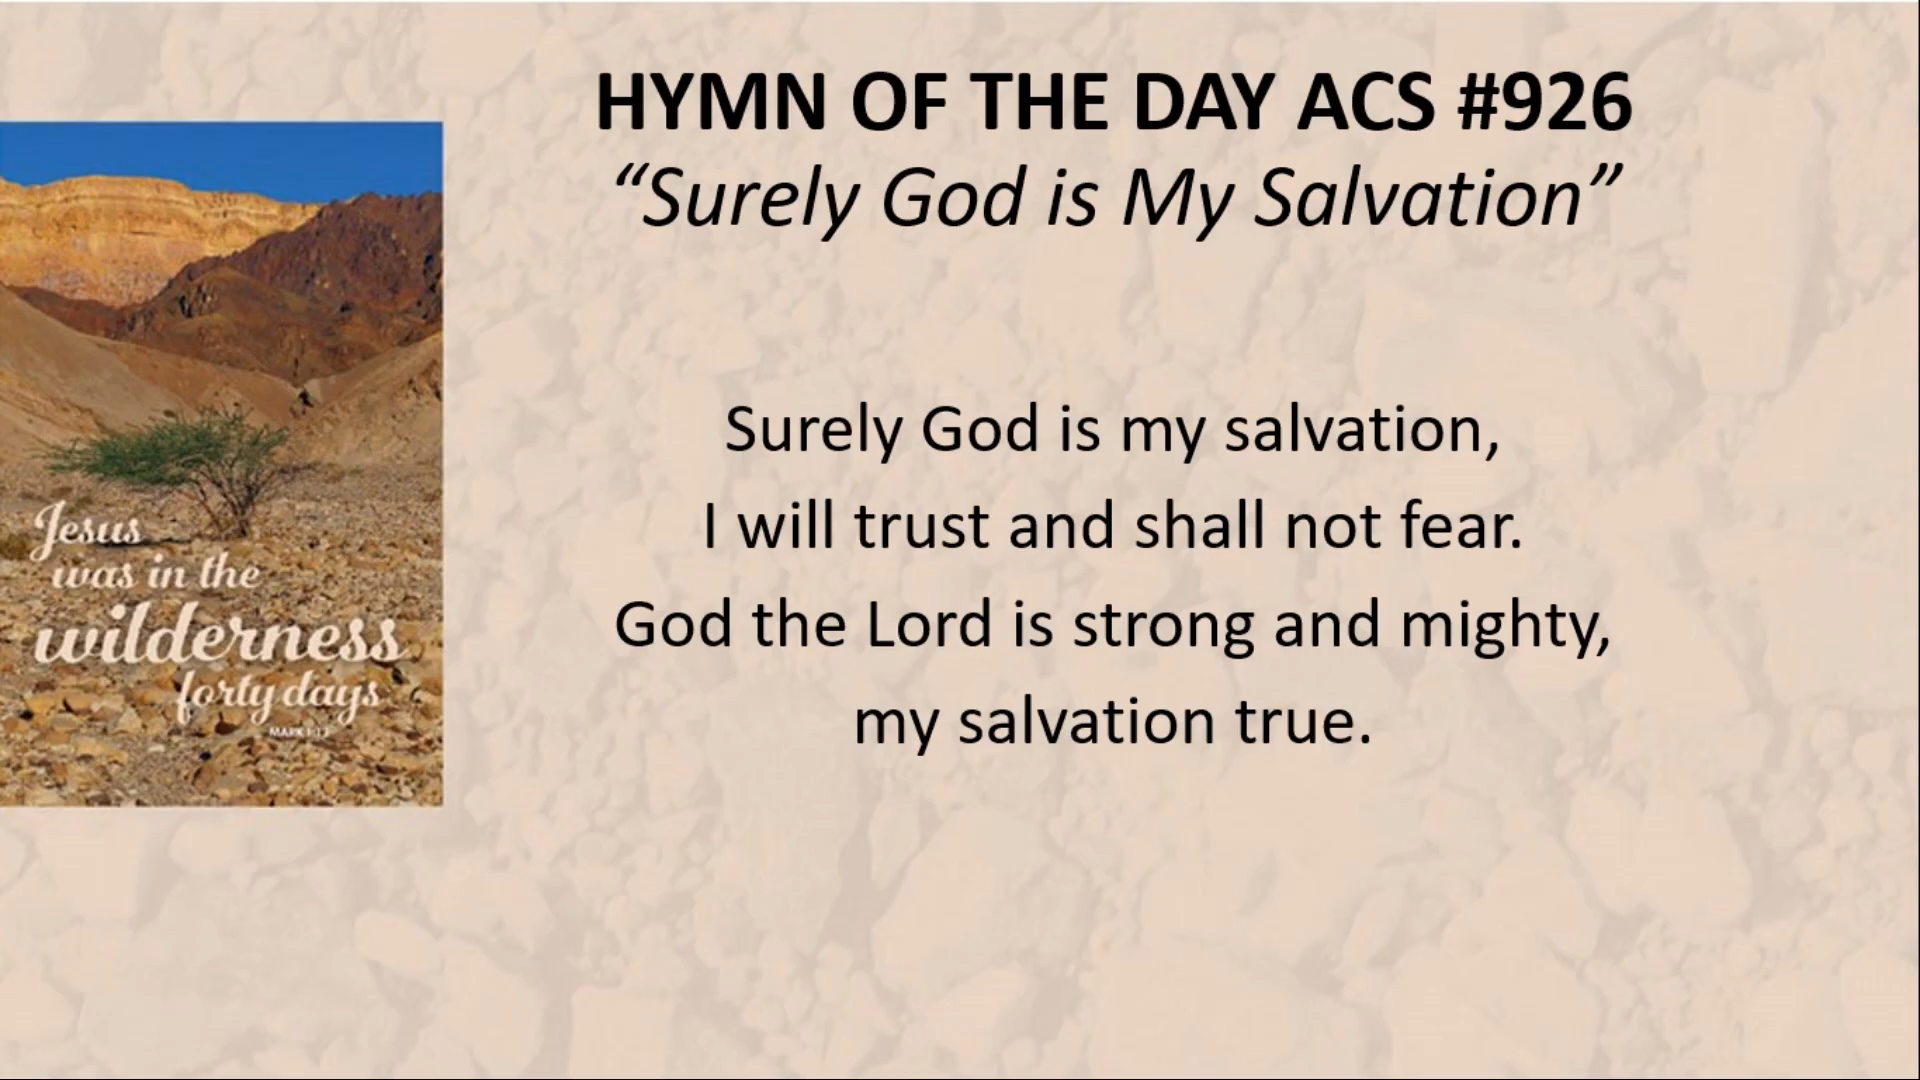 HYMN OF THE DAY ACS #926
“Surely God is My Salvation”
Surely God is my salvation,
I will trust and shall not fear.
God the Lord is strong and mighty,
my salvation true.
Jesus
was in the
wilderness
forty days
MARK